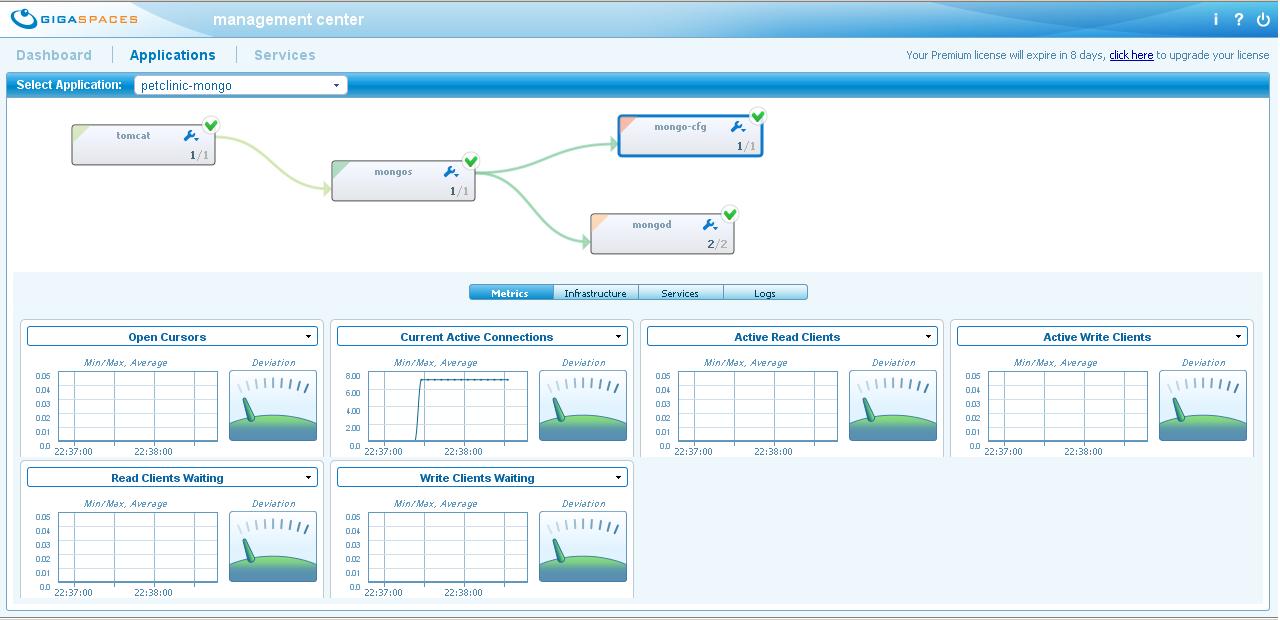 GIGASPACES management center i ?
Dashboard Applications Services Your Premium license will expire in 8 days, click here to upgrade your license
Select Application: petclinic-mongo
tomcat
1/1
mongos
1/1
mongo-cfg
1/1
mongod
2/2
Metrics Infrastructure Services Logs
Open Cursors
Min/Max, Average Deviation
0.05
0.04
0.03
0.02
0.01
0.0
22:37:00 22:38:00
Current Active Connections
Min/Max, Average Deviation
8.00
6.00
4.00
2.00
0.0
22:37:00 22:38:00
Active Read Clients
Min/Max, Average Deviation
0.05
0.04
0.03
0.02
0.01
0.0
22:37:00 22:38:00
Active Write Clients
Min/Max, Average Deviation
0.05
0.04
0.03
0.02
0.01
0.0
22:37:00 22:38:00
Read Clients Waiting
Min/Max, Average Deviation
0.05
0.04
0.03
0.02
0.01
0.0
22:37:00 22:38:00
Write Clients Waiting
Min/Max, Average Deviation
0.05
0.04
0.03
0.02
0.01
0.0
22:37:00 22:38:00